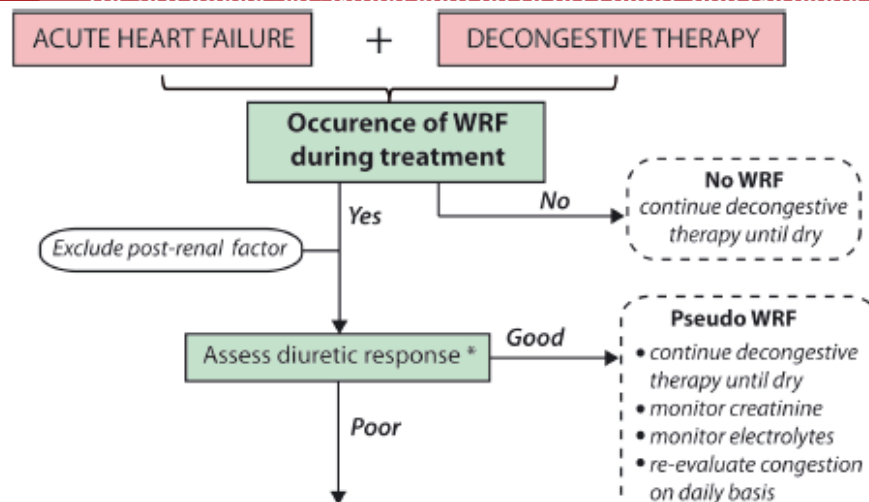 ACUTE HEART FAILURE + DECONGESTIVE THERAPY
Occurence of WRF
during treatment
Yes
No
No WRF
continue decongestive
therapy until dry
Exclude post-renal factor
Assess diuretic response *
Good
Poor
Pseudo WRF
• continue decongestive
therapy until dry
• monitor creatinine
• monitor electrolytes
• re-evaluate congestion
on daily basis